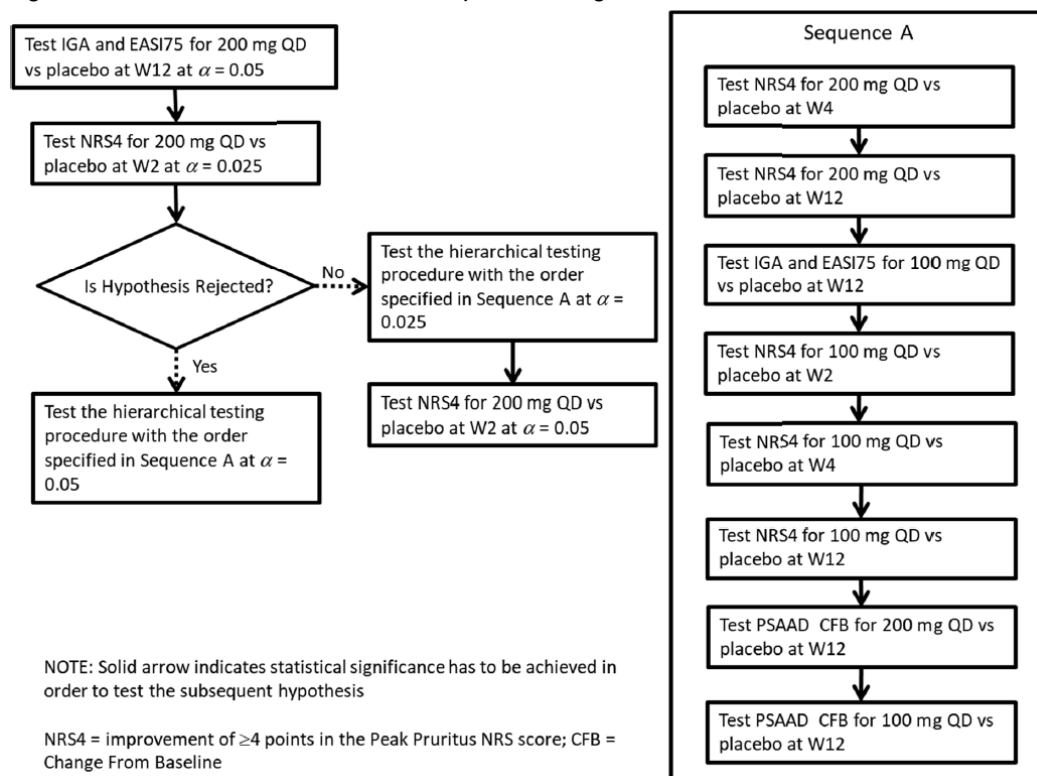 Test IGA and EASI75 for 200 mg QD
vs placebo at W12 at α = 0.05
Test NRS4 for 200 mg QD vs
placebo at W2 at α = 0.025
Is Hypothesis Rejected?
No
Yes
Test the hierarchical testing
procedure with the order
specified in Sequence A at α =
0.05
Test the hierarchical testing
procedure with the order
specified in Sequence A at α =
0.025
Test NRS4 for 200 mg QD vs
placebo at W2 at α = 0.05
NOTE: Solid arrow indicates statistical significance has to be achieved in
order to test the subsequent hypothesis
NRS4 = improvement of ≥4 points in the Peak Pruritus NRS score; CFB =
Change From Baseline
Sequence A
Test NRS4 for 200 mg QD vs
placebo at W4
Test NRS4 for 200 mg QD vs
placebo at W12
Test IGA and EASI75 for 100 mg QD
vs placebo at W12
Test NRS4 for 100 mg QD vs
placebo at W2
Test NRS4 for 100 mg QD vs
placebo at W4
Test NRS4 for 100 mg QD vs
placebo at W12
Test PSAAD CFB for 200 mg QD vs
placebo at W12
Test PSAAD CFB for 100 mg QD vs
placebo at W12